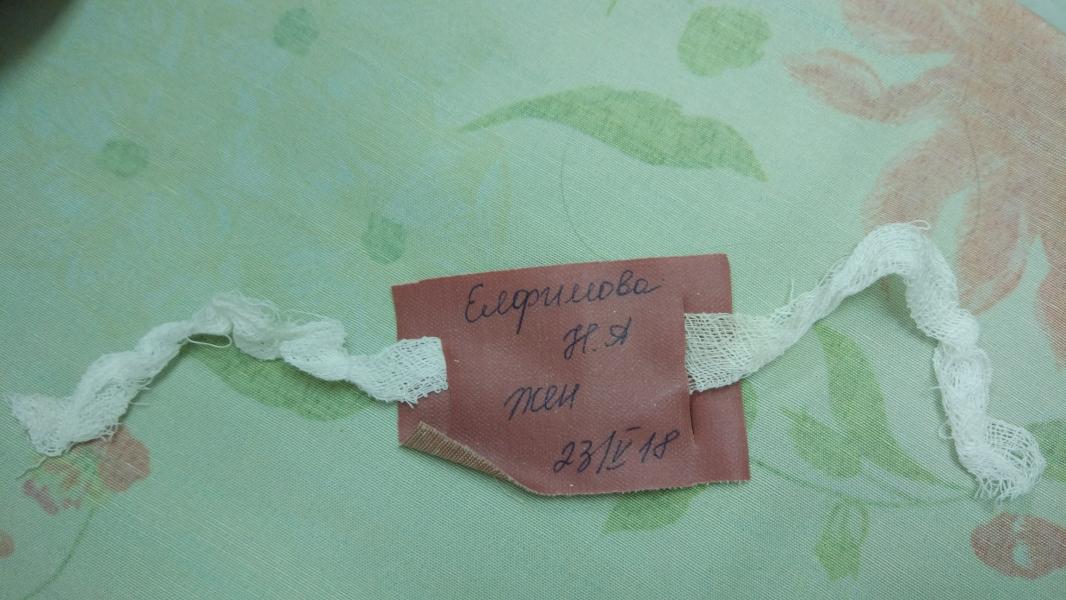 Елфимова
Н.А
жен
23/V 18